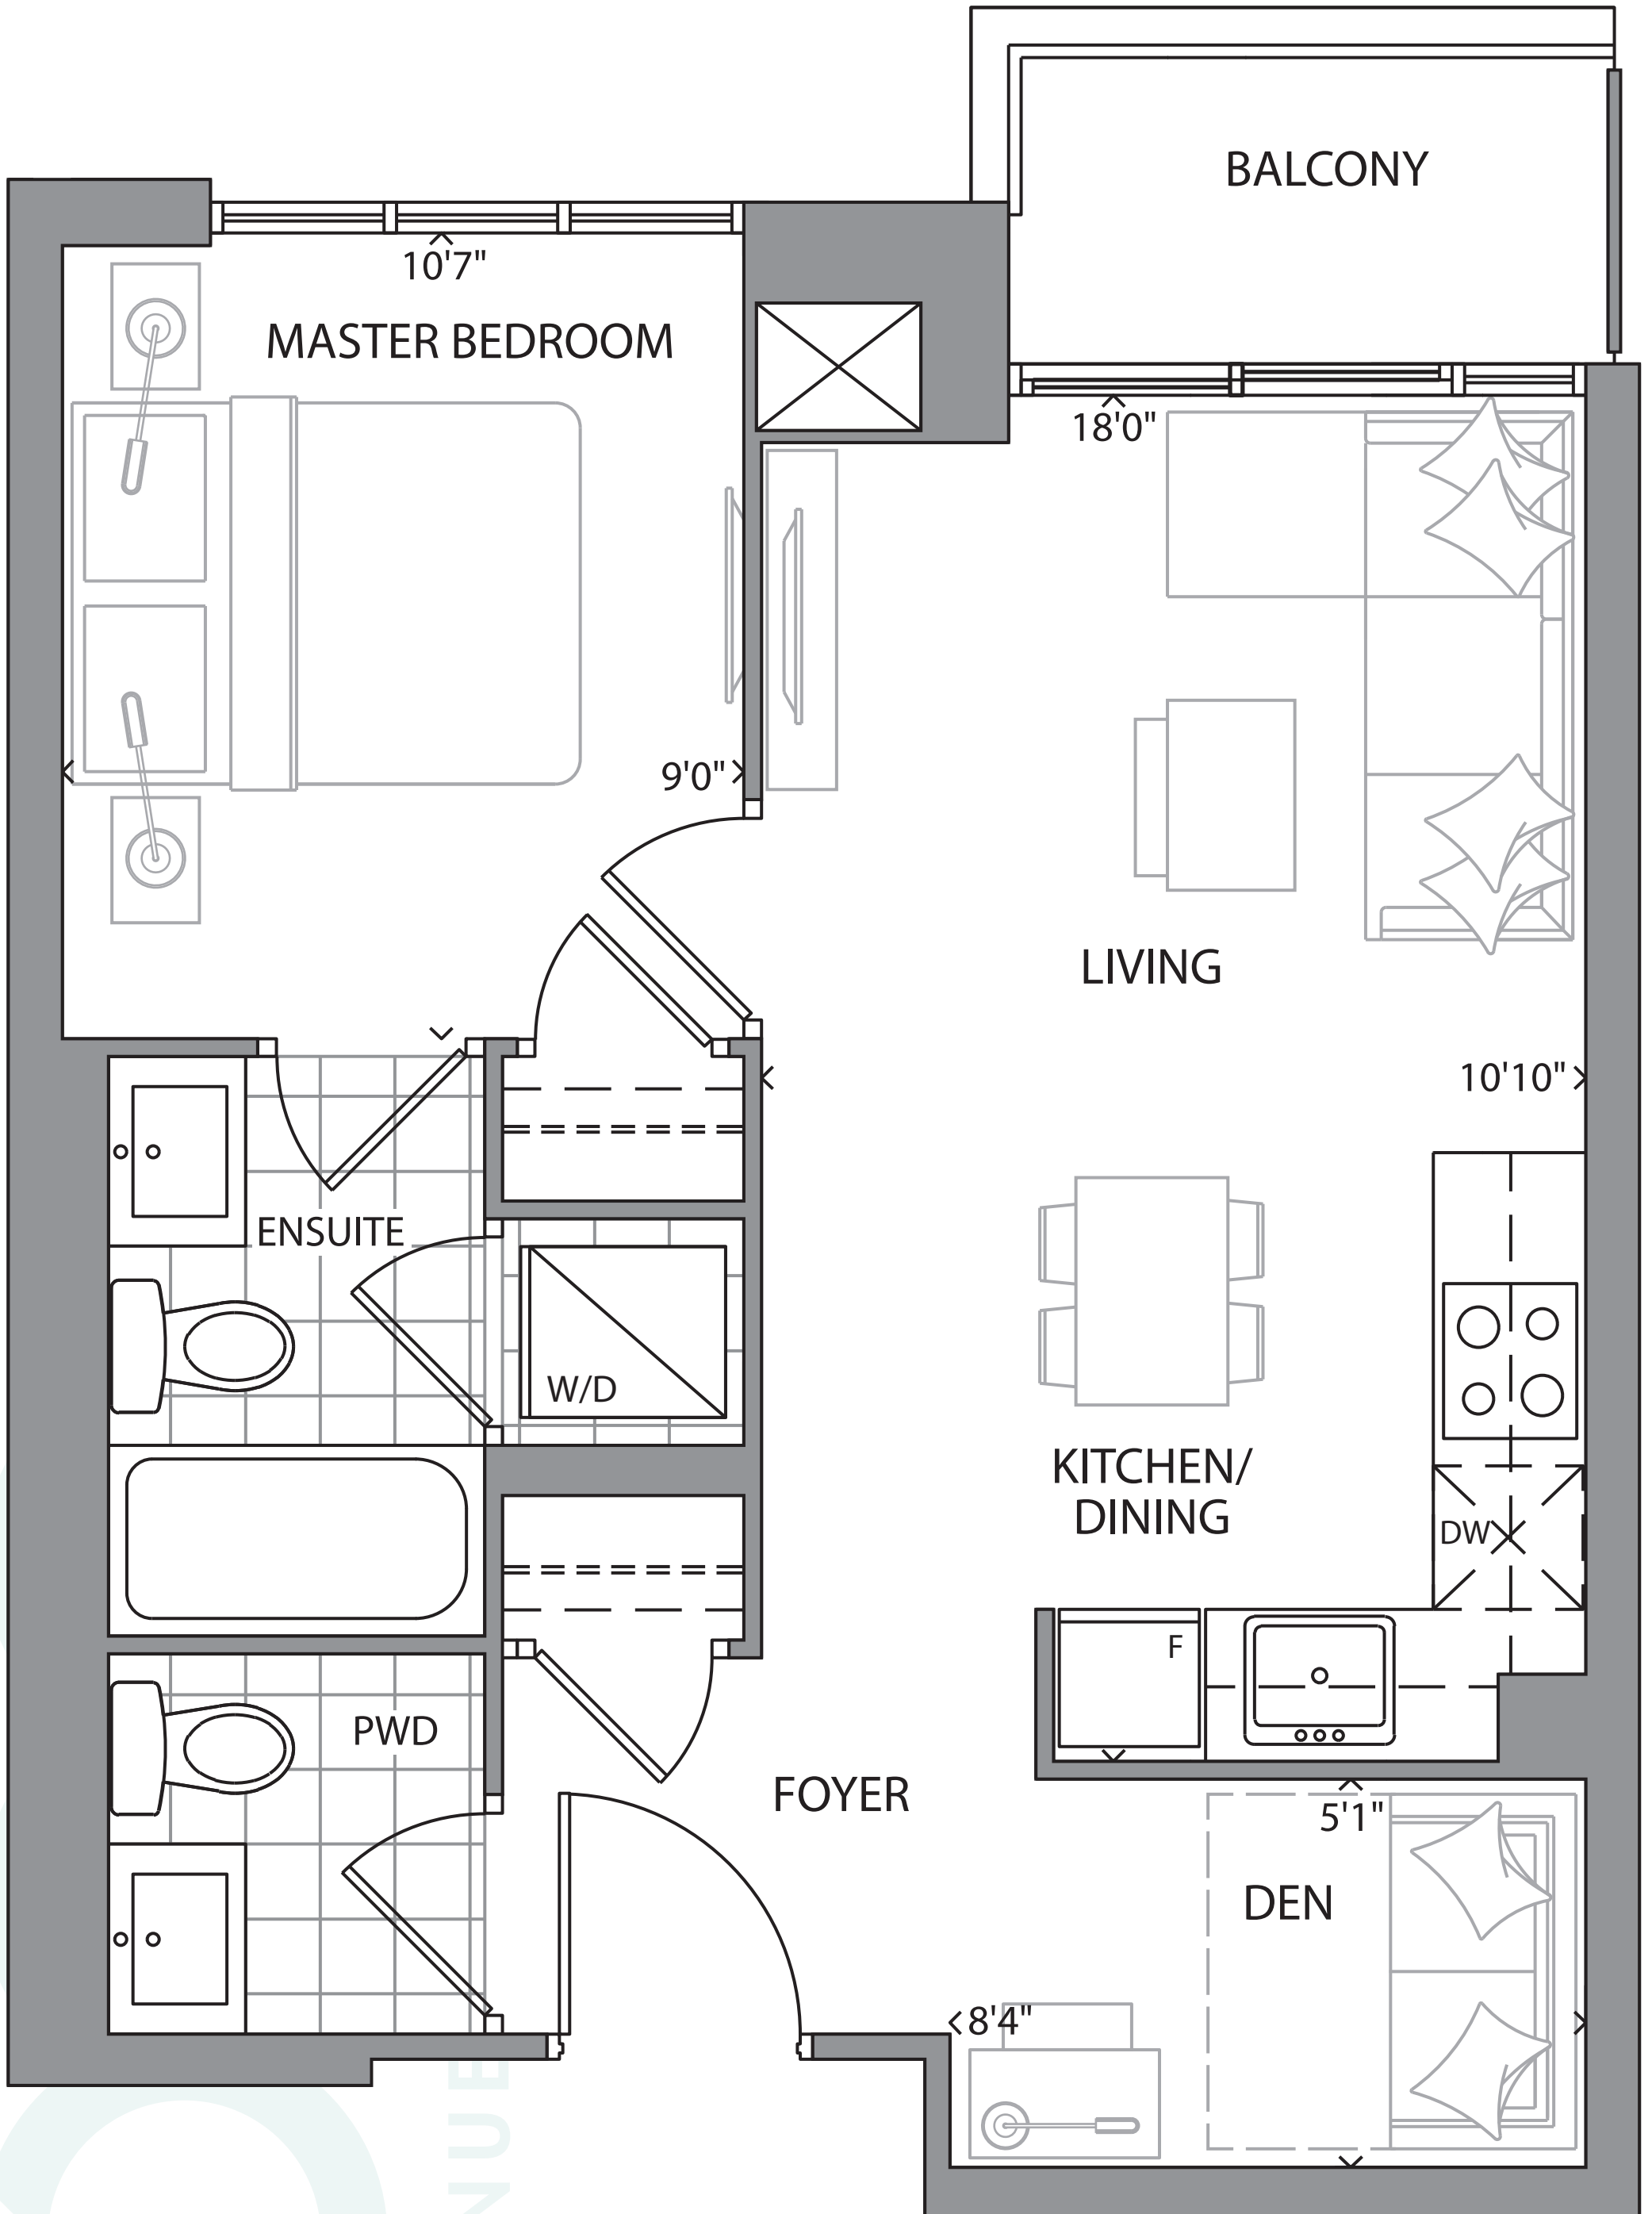 BALCONY
10'7"
MASTER BEDROOM
18'0"
9'0"
LIVING
10'10"
ENSUITE
W/D
KITCHEN/
DINING
DW
F
PWD
FOYER
5'1"
DEN
8'4"
NUE